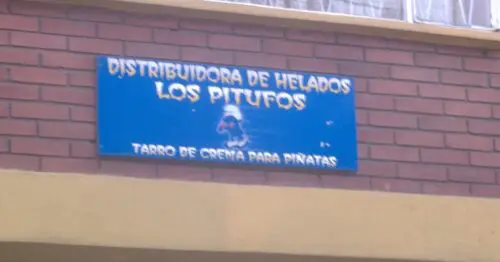 DISTRIBUIDORA DE HELADOS
LOS PITUFOS
TARRO DE CREMA PARA PIÑATAS